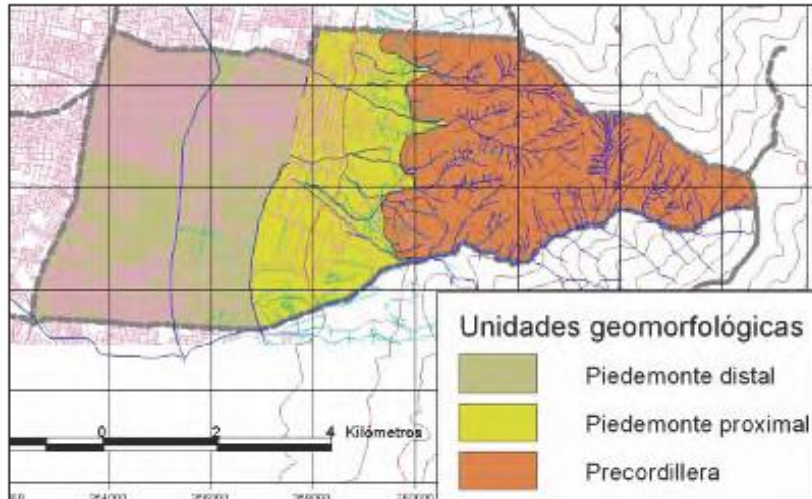 Unidades geomorfológicas
Piedemonte distal
Piedemonte proximal
Precordillera
0 2 4 Kilómetros